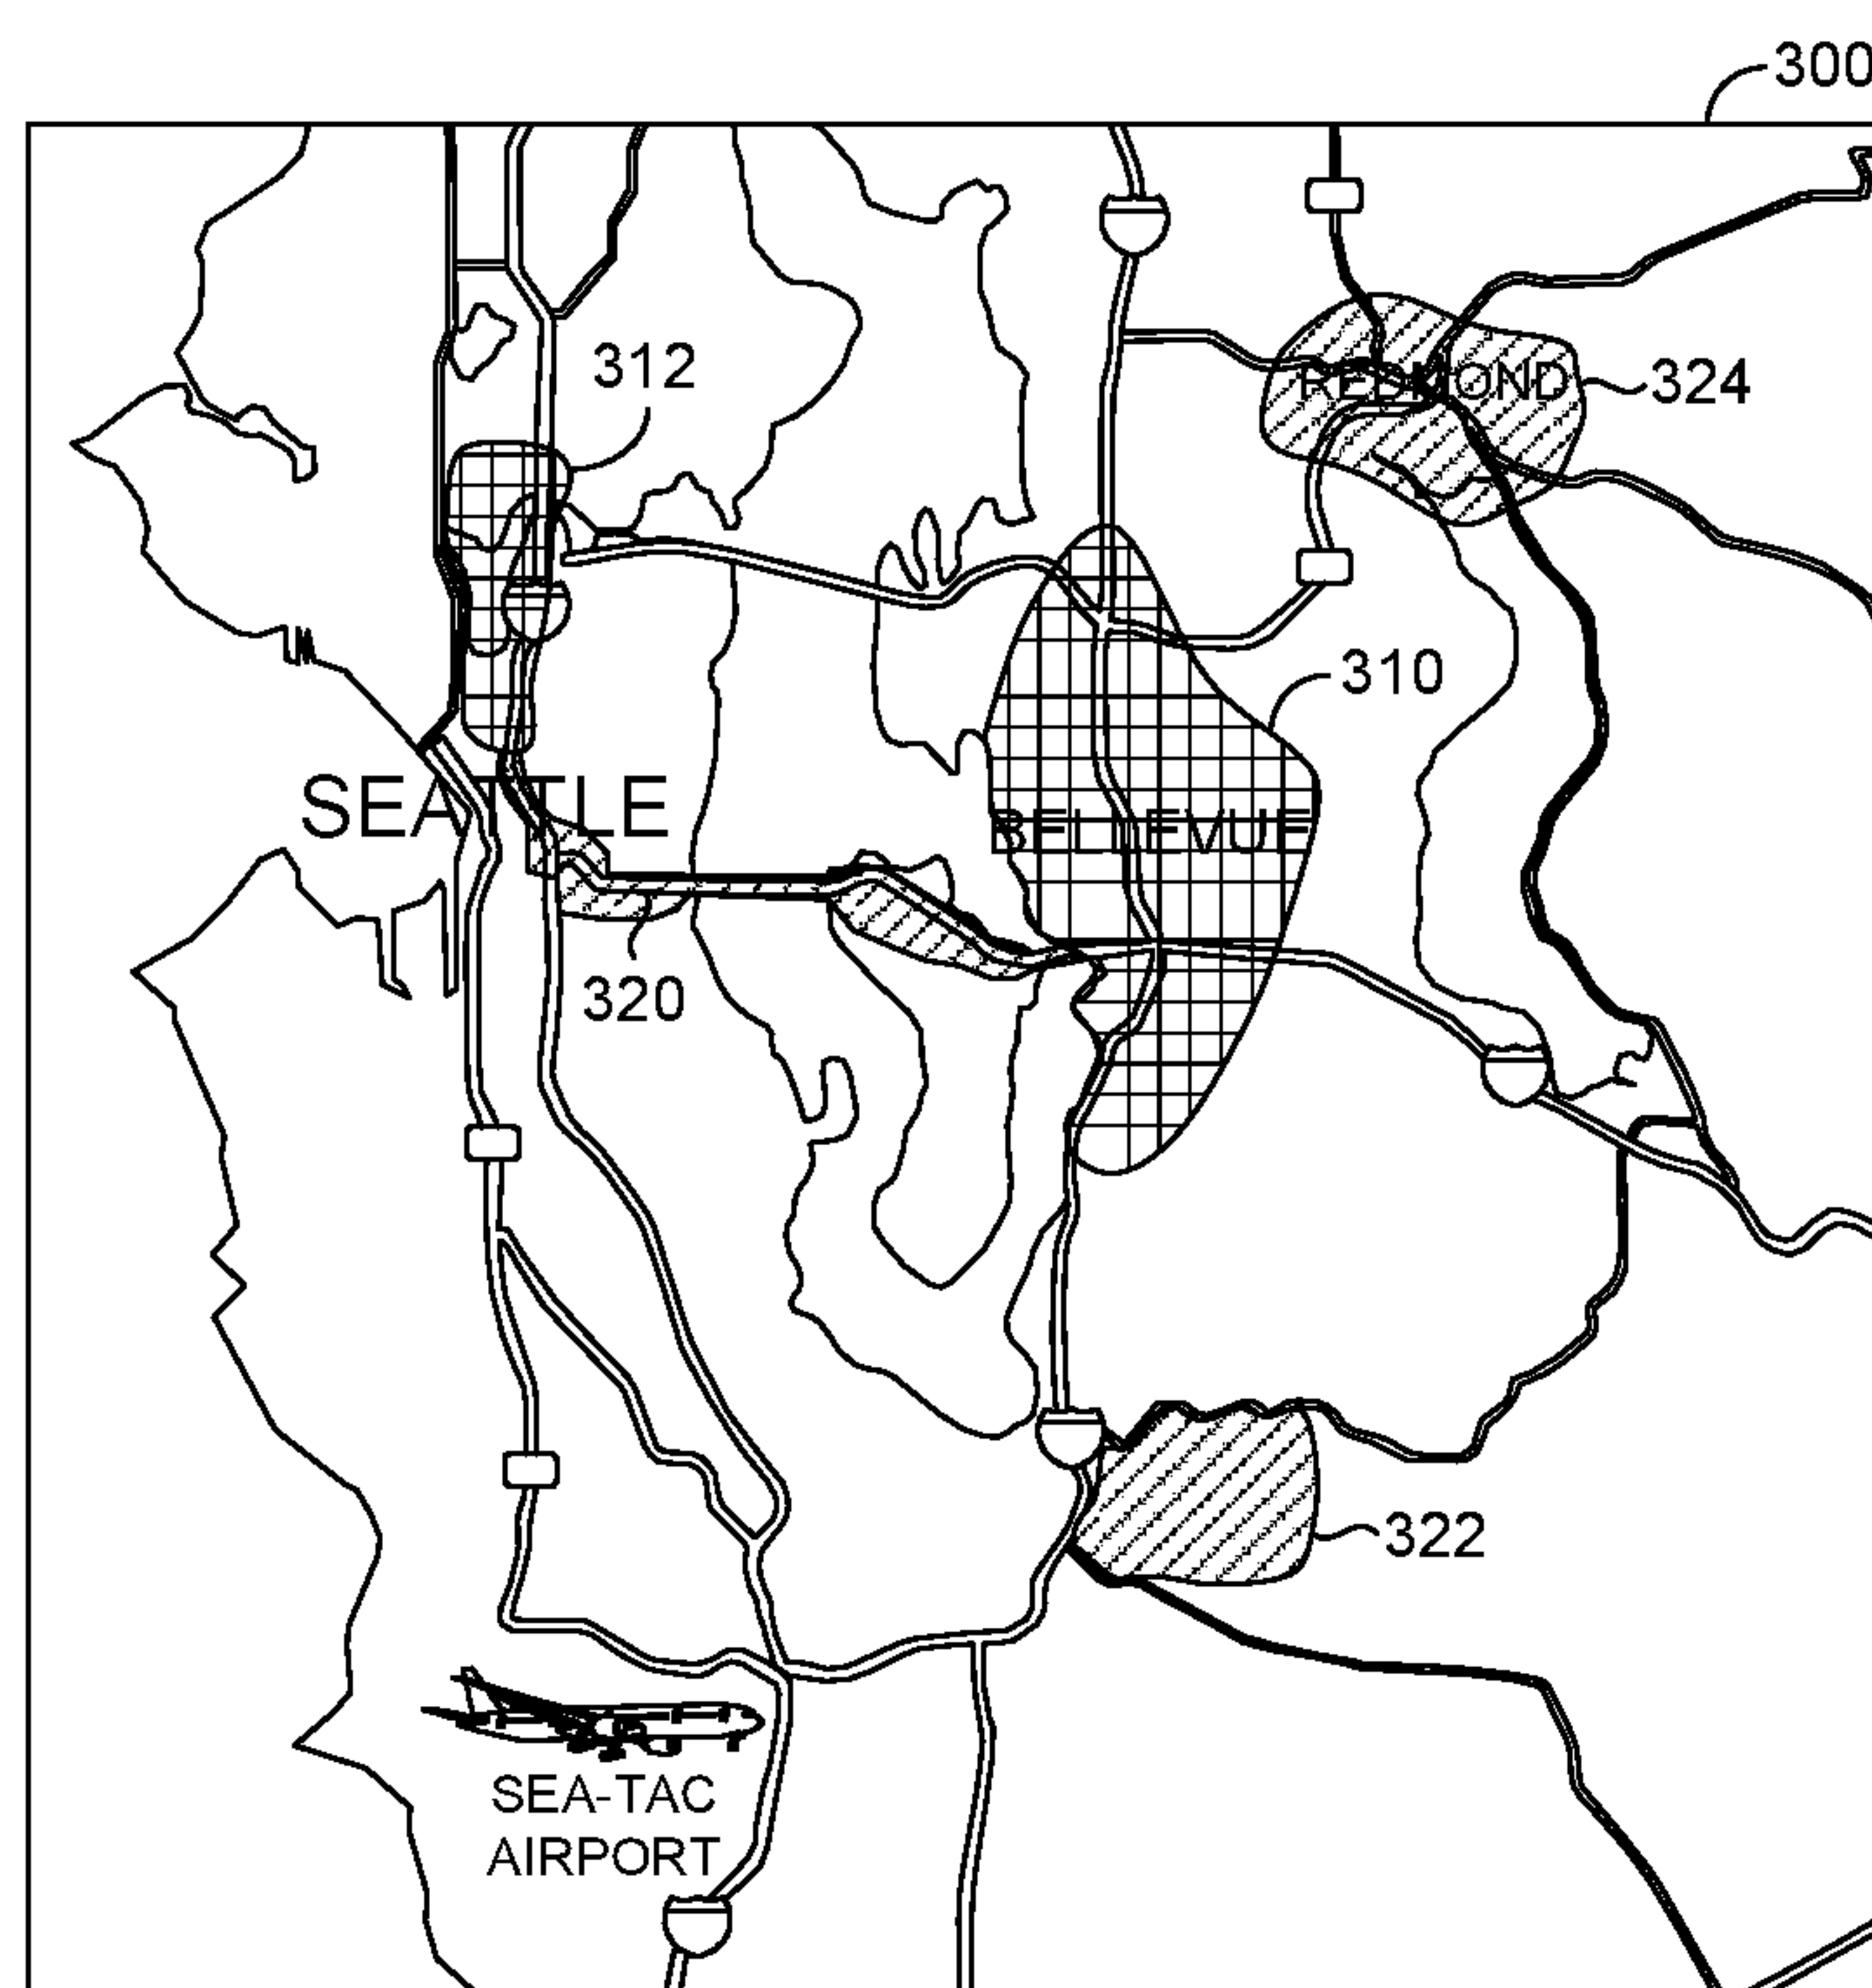 300
312
REDMOND
324
310
SEATTLE
BELLEVUE
320
322
SEA-TAC
AIRPORT